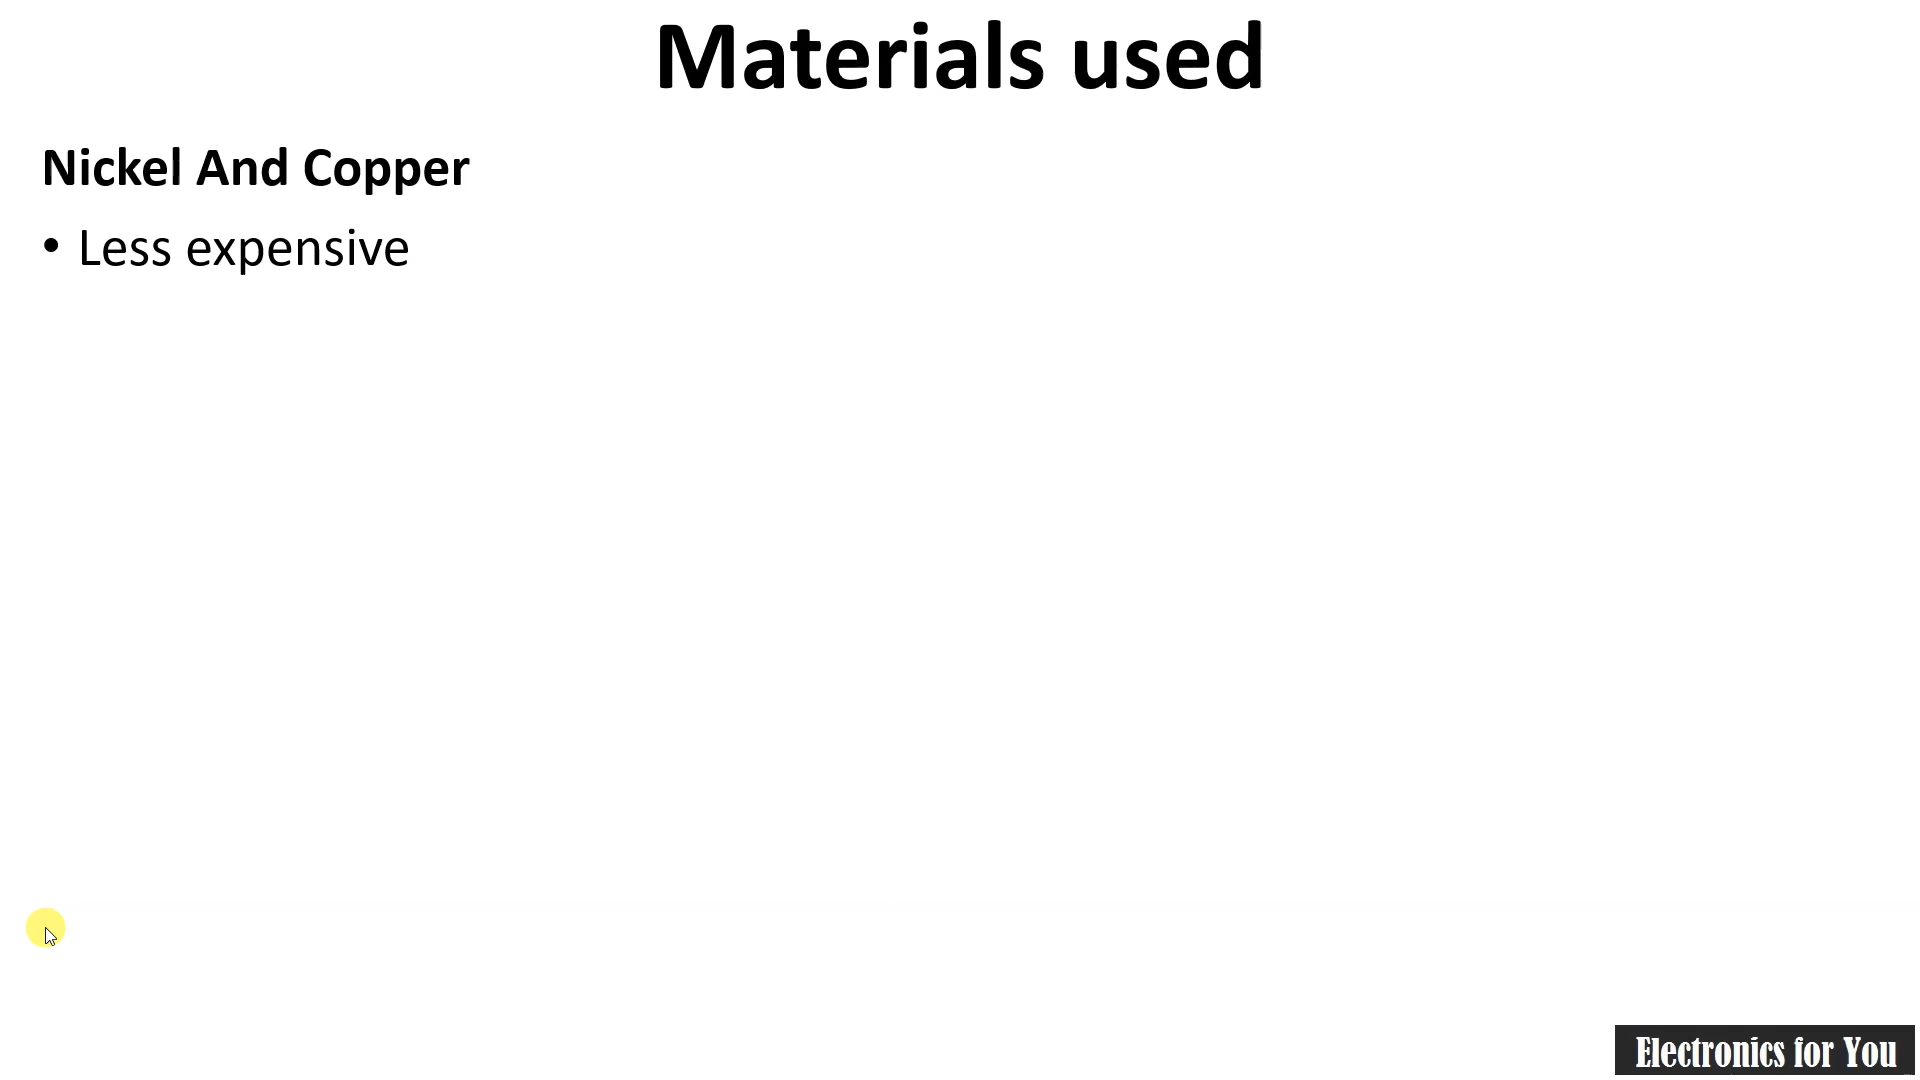 Materials used
Nickel And Copper
• Less expensive
Electronics for You